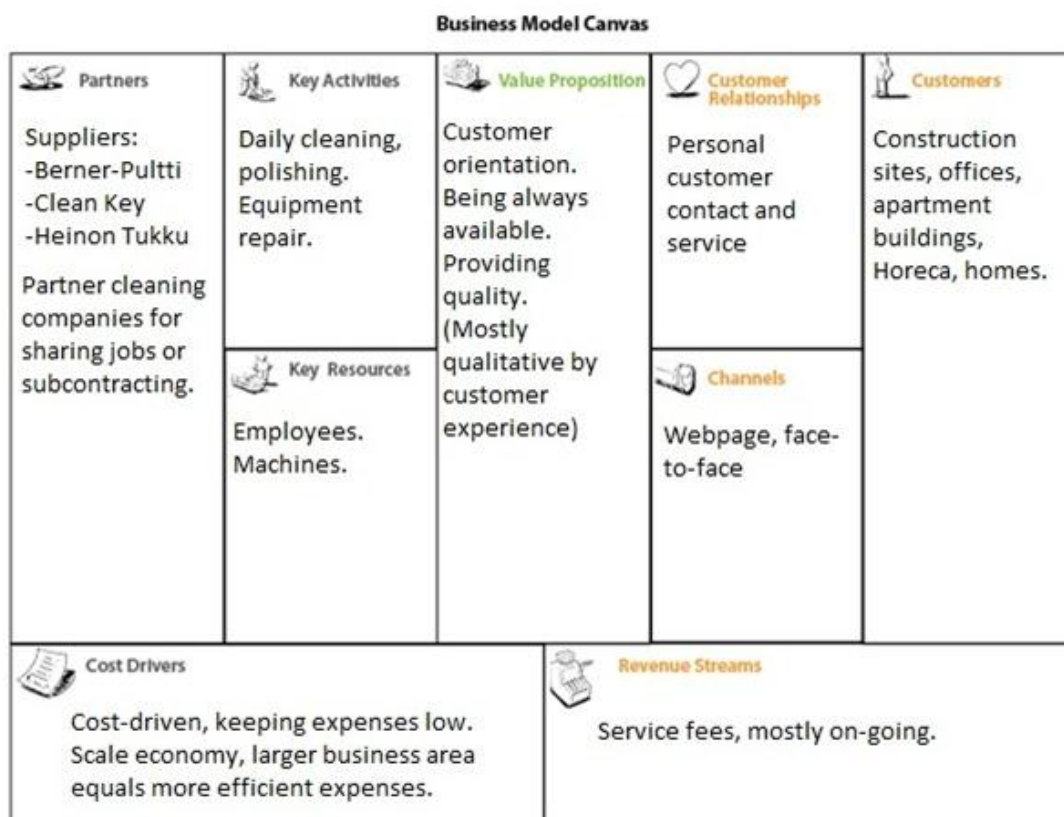 Business Model Canvas
Partners
Suppliers:
-Berner-Pultti
-Clean Key
-Heinon Tukku
Partner cleaning
companies for
sharing jobs or
subcontracting.
Key Activities
Daily cleaning,
polishing.
Equipment
repair.
Key Resources
Employees.
Machines.
Value Proposition
Customer
orientation.
Being always
available.
Providing
quality.
(Mostly
qualitative by
customer
experience)
Customer
Relationships
Personal
customer
contact and
service
Channels
Webpage, face-
to-face
Customers
Construction
sites, offices,
apartment
buildings,
Horeca, homes.
Cost Drivers
Cost-driven, keeping expenses low.
Scale economy, larger business area
equals more efficient expenses.
Revenue Streams
Service fees, mostly on-going.